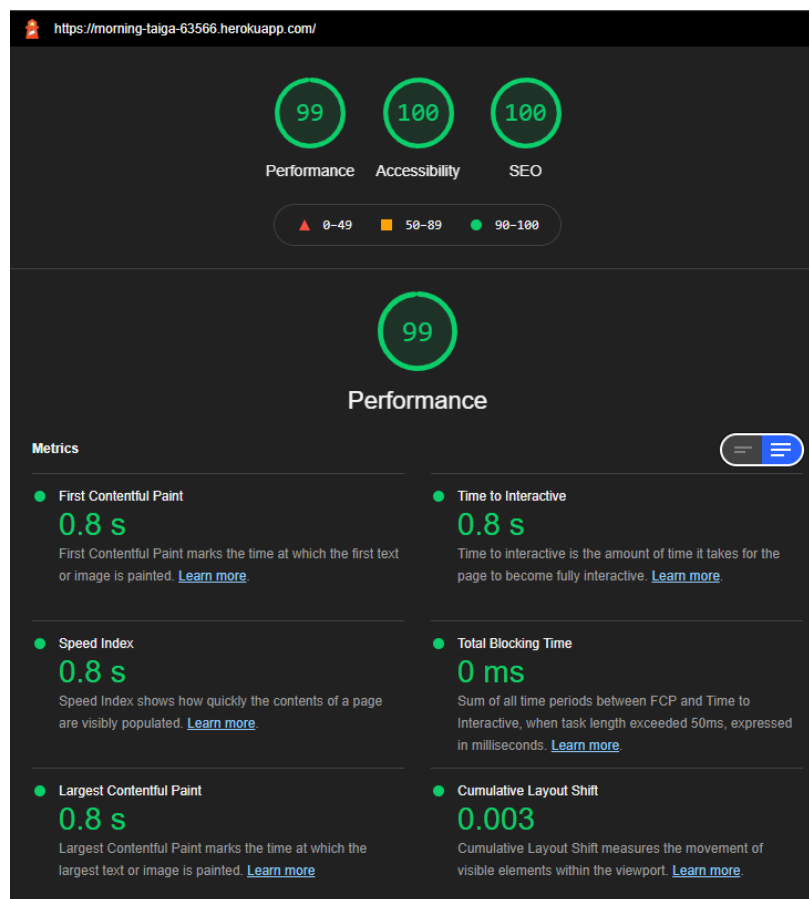 https://morning-taiga-63566.herokuapp.com/
99 100 100
Performance Accessibility SEO
0–49 50–89 90–100
99
Performance
Metrics
First Contentful Paint
0.8 s
First Contentful Paint marks the time at which the first text
or image is painted. Learn more.
Time to Interactive
0.8 s
Time to interactive is the amount of time it takes for the
page to become fully interactive. Learn more.
Speed Index
0.8 s
Speed Index shows how quickly the contents of a page
are visibly populated. Learn more.
Total Blocking Time
0 ms
Sum of all time periods between FCP and Time to
Interactive, when task length exceeded 50ms, expressed
in milliseconds. Learn more.
Largest Contentful Paint
0.8 s
Largest Contentful Paint marks the time at which the
largest text or image is painted. Learn more
Cumulative Layout Shift
0.003
Cumulative Layout Shift measures the movement of
visible elements within the viewport. Learn more.